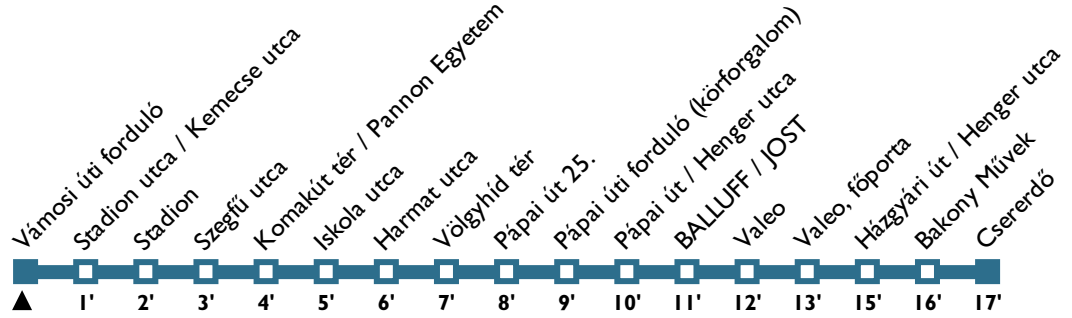 Vámosi úti forduló
Stadion utca / Kemecse utca
Stadion
Szegfű utca
Komakút tér / Pannon Egyetem
Iskola utca
Harmat utca
Völgyhíd tér
Pápai út 25.
Pápai úti forduló (körforgalom)
Pápai út / Henger utca
BALLUFF / JOST
Valeo
Valeo, főporta
Házgyári út / Henger utca
Bakony Művek
Csererdő
1' 2' 3' 4' 5' 6' 7' 8' 9' 10' 11' 12' 13' 15' 16' 17'